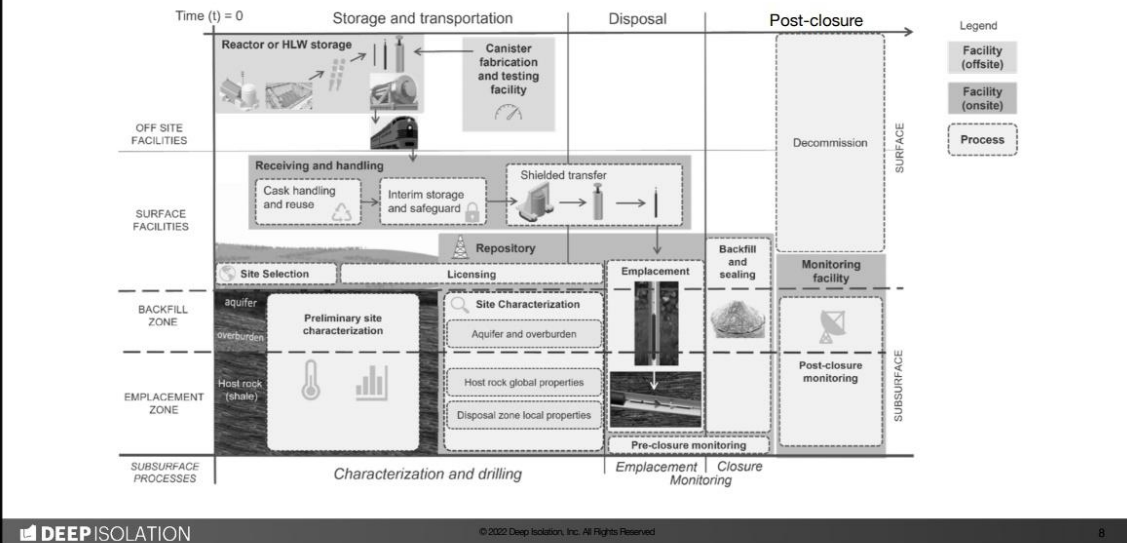 Time (t) = 0
Storage and transportation
Disposal
Post-closure
Legend
Facility
(offsite)
Facility
(onsite)
Process
Reactor or HLW storage
Canister
fabrication
and testing
facility
OFF SITE
FACILITIES
Decommission
SURFACE
Receiving and handling
Cask handling
and reuse
Interim storage
and safeguard
Shielded transfer
SURFACE
FACILITIES
Repository
Backfill
and
sealing
Site Selection
Licensing
Emplacement
Monitoring
facility
BACKFILL
ZONE
aquifer
overburden
Preliminary site
characterization
Site Characterization
Aquifer and overburden
Host rock
(shale)
EMPLACEMENT
ZONE
Host rock global properties
Disposal zone local properties
Post-closure
monitoring
SUBSURFACE
Pre-closure monitoring
SUBSURFACE
PROCESSES
Characterization and drilling
Emplacement
Closure
Monitoring
DEEP ISOLATION
© 2022 Deep Isolation, Inc. All Rights Reserved
8